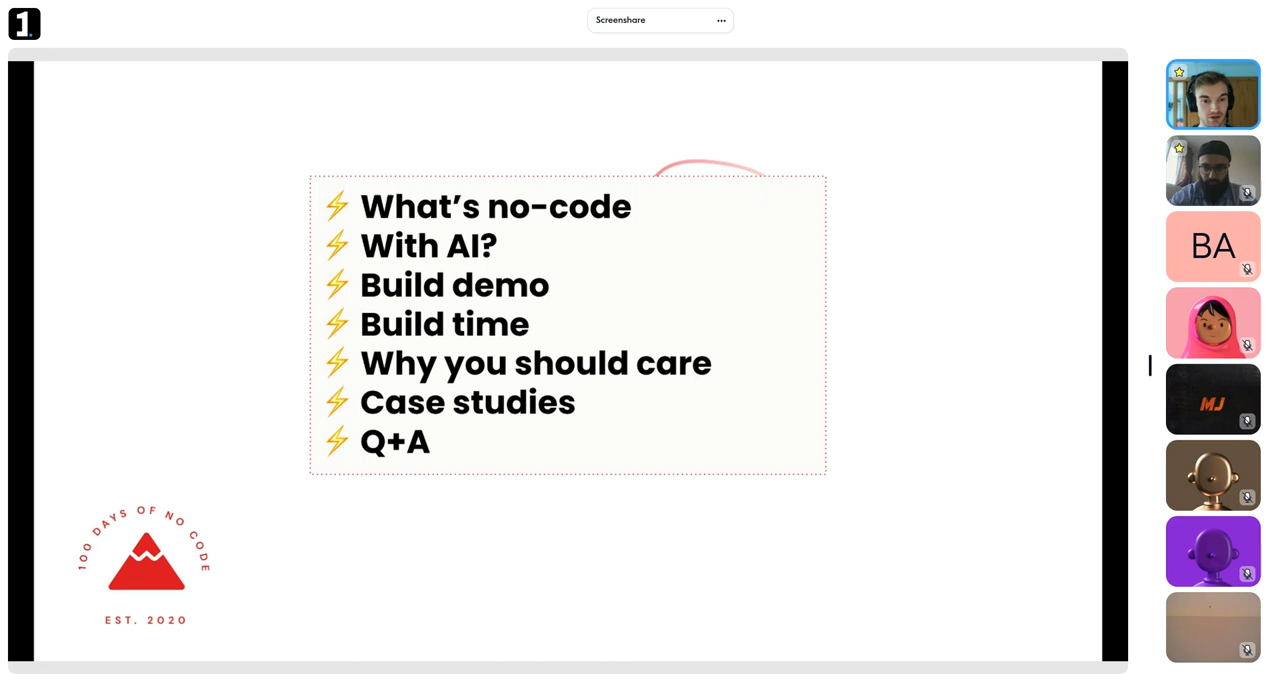 1.
Screenshare
⚡ What's no-code
⚡ With AI?
⚡ Build demo
⚡ Build time
⚡ Why you should care
⚡ Case studies
⚡ Q+A
100 DAYS OF NO CODE
EST. 2020
BA
MJ